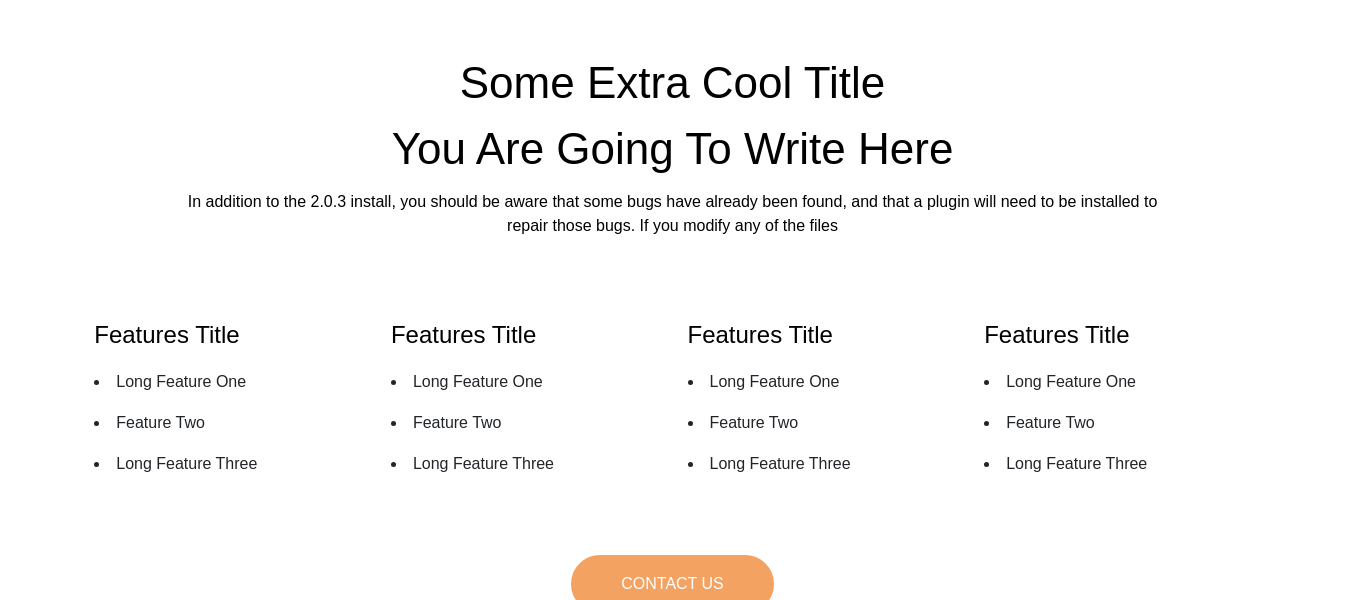 Some Extra Cool Title
You Are Going To Write Here
In addition to the 2.0.3 install, you should be aware that some bugs have already been found, and that a plugin will need to be installed to
repair those bugs. If you modify any of the files
Features Title
Long Feature One
Feature Two
Long Feature Three
Features Title
Long Feature One
Feature Two
Long Feature Three
Features Title
Long Feature One
Feature Two
Long Feature Three
Features Title
Long Feature One
Feature Two
Long Feature Three
CONTACT US